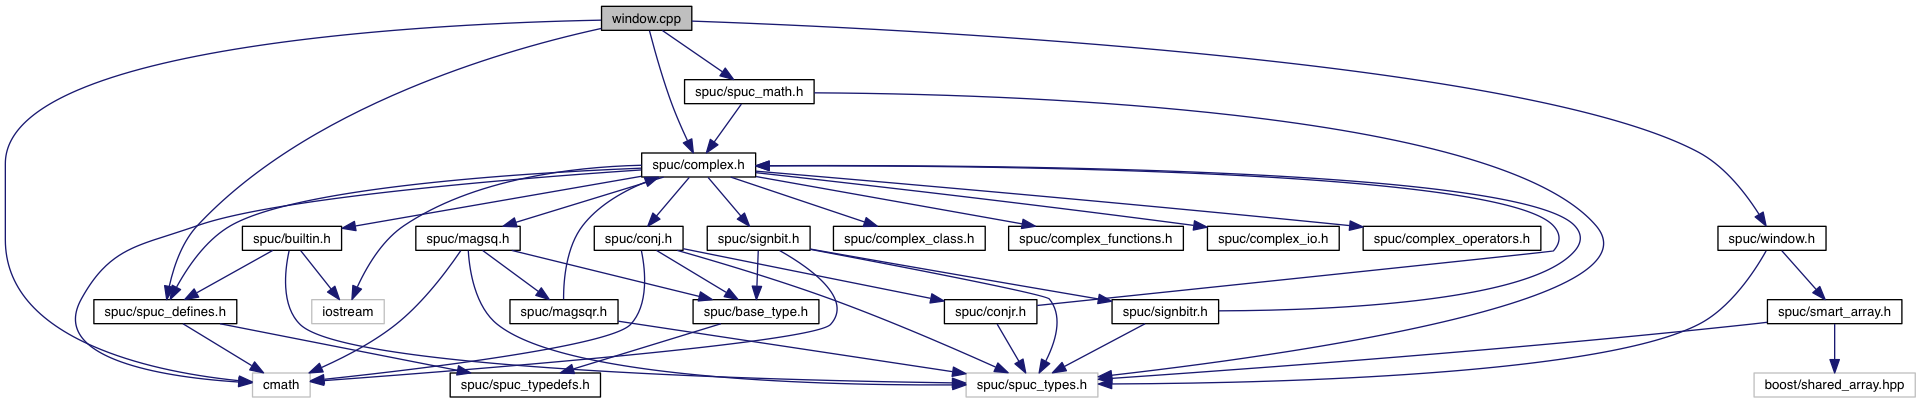 window.cpp
spuc/spuc_math.h
spuc/complex.h
spuc/builtin.h
spuc/magsq.h
spuc/conj.h
spuc/signbit.h
spuc/complex_class.h
spuc/complex_functions.h
spuc/complex_io.h
spuc/complex_operators.h
spuc/window.h
spuc/spuc_defines.h
iostream
spuc/magsqr.h
spuc/base_type.h
spuc/conjr.h
spuc/signbitr.h
spuc/smart_array.h
cmath
spuc/spuc_typedefs.h
spuc/spuc_types.h
boost/shared_array.hpp